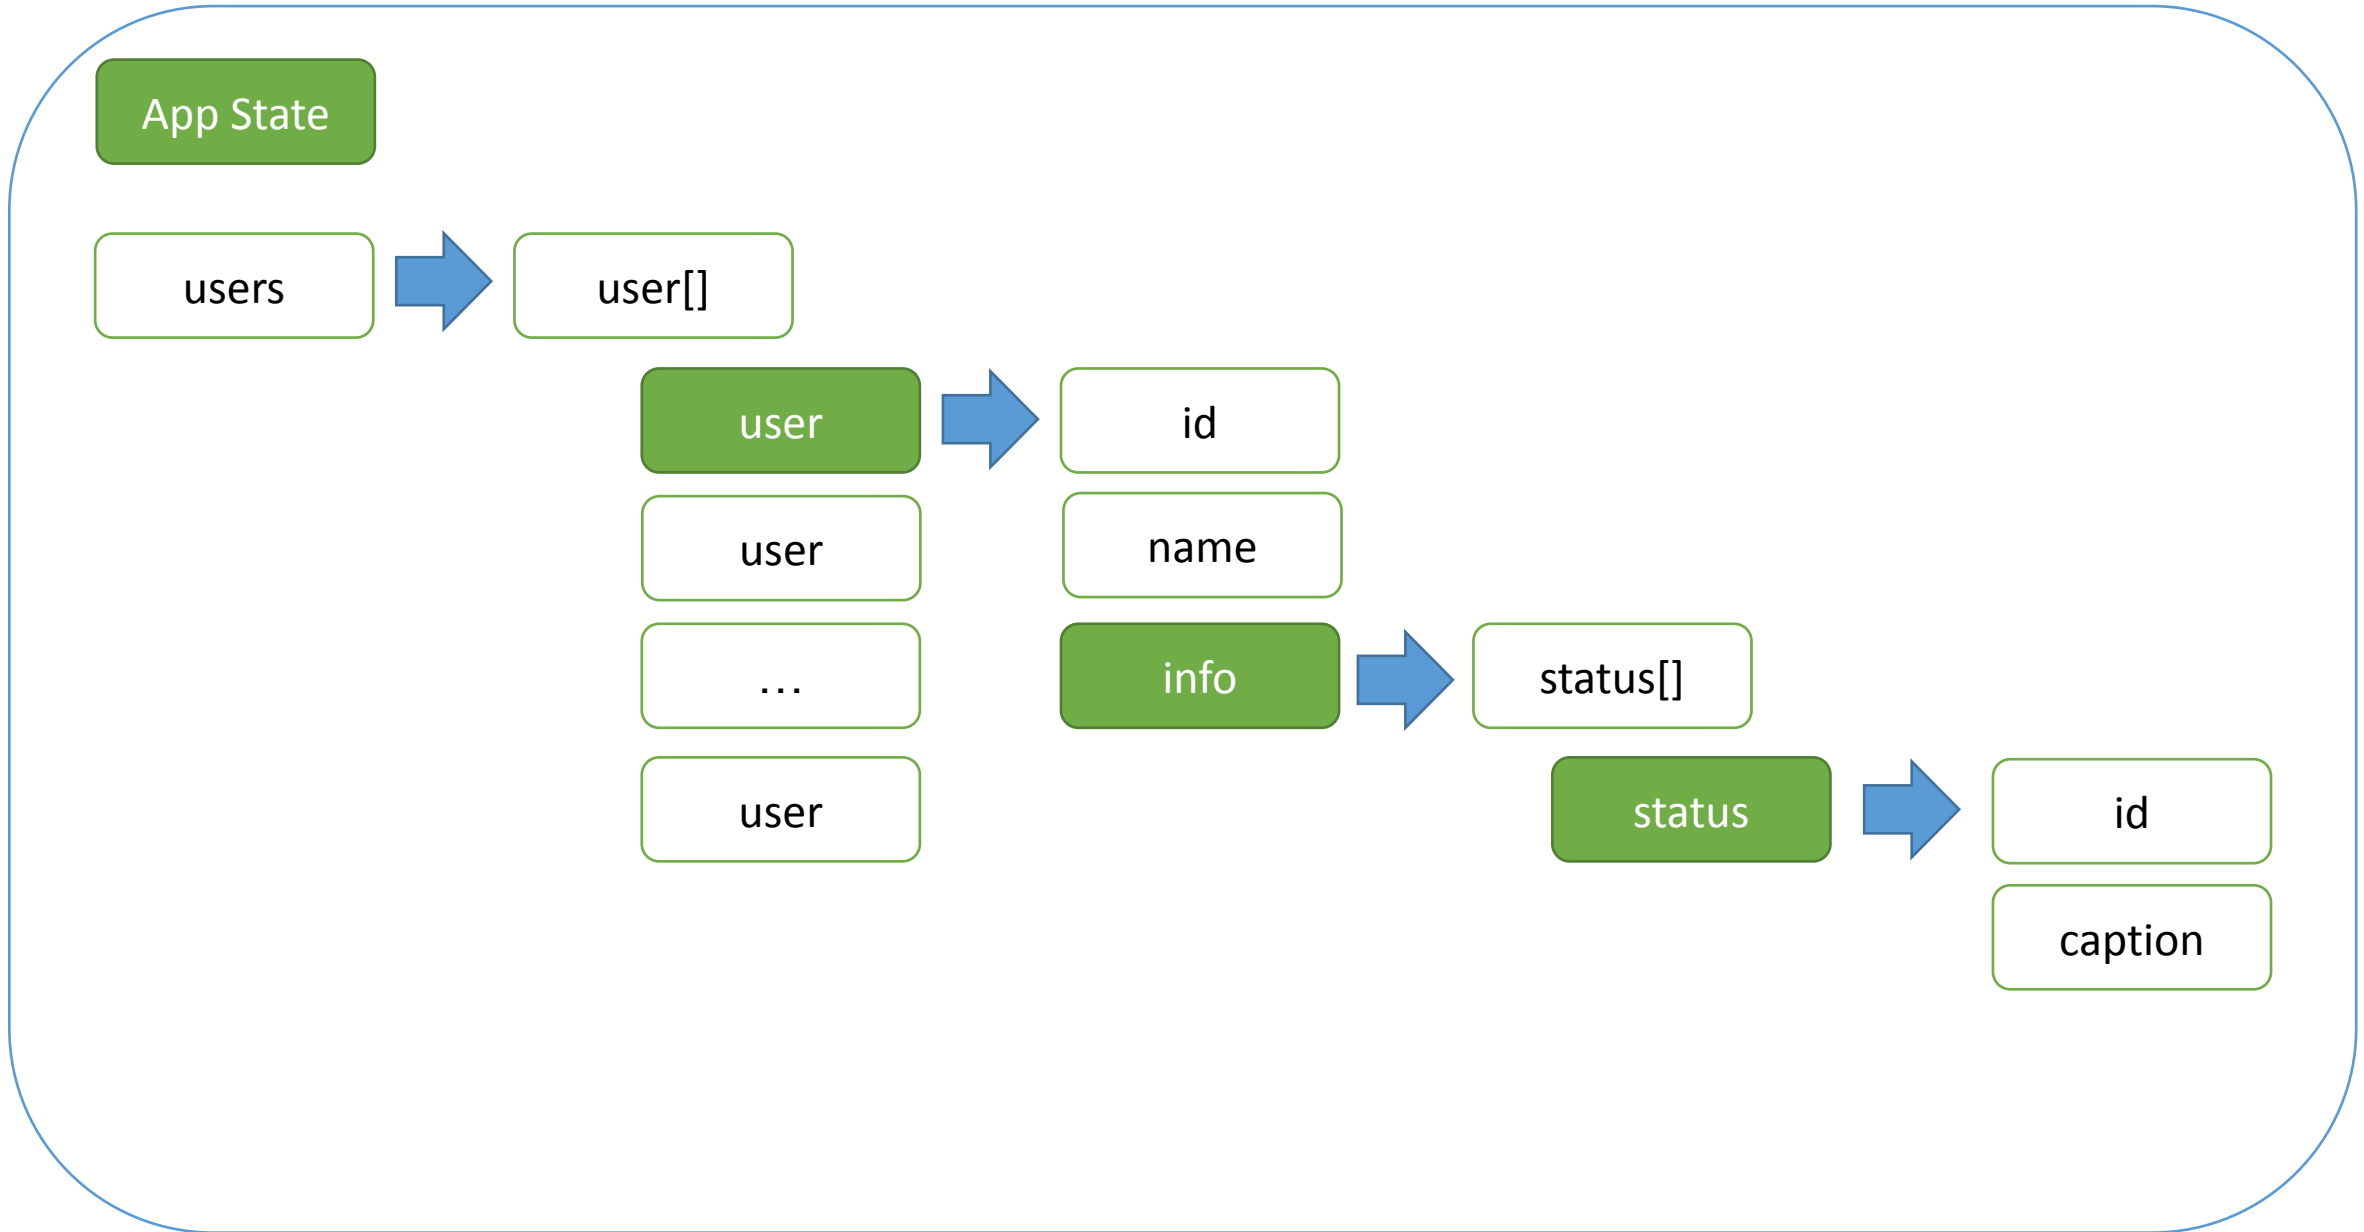 App State
users
user[]
user
id
user
name
...
info
status[]
user
status
id
caption